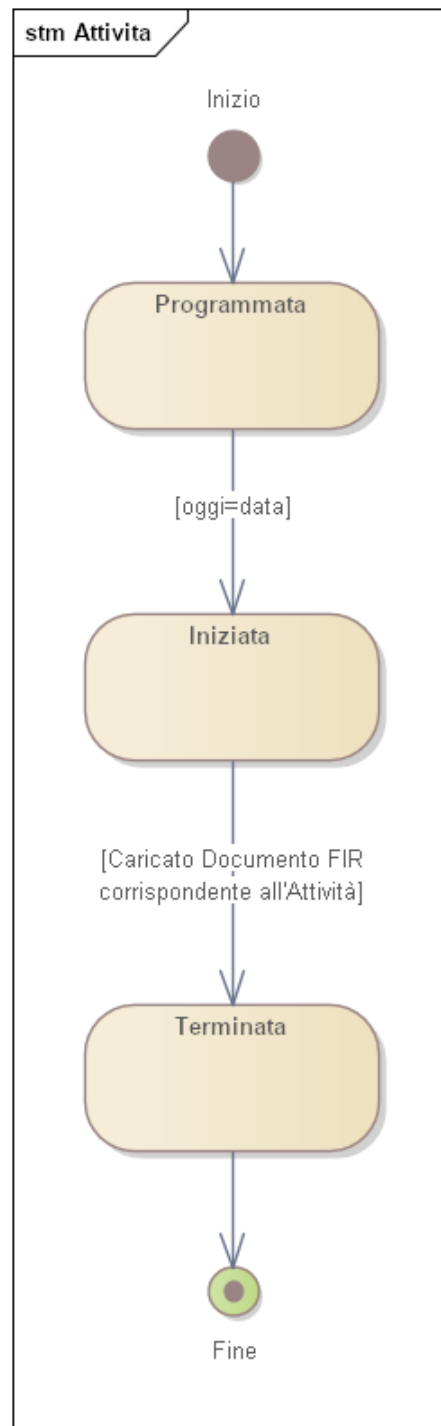 stm Attivita
Inizio
Programmata
[oggi=data]
Iniziata
[Caricato Documento FIR
corrispondente all'Attività]
Terminata
Fine